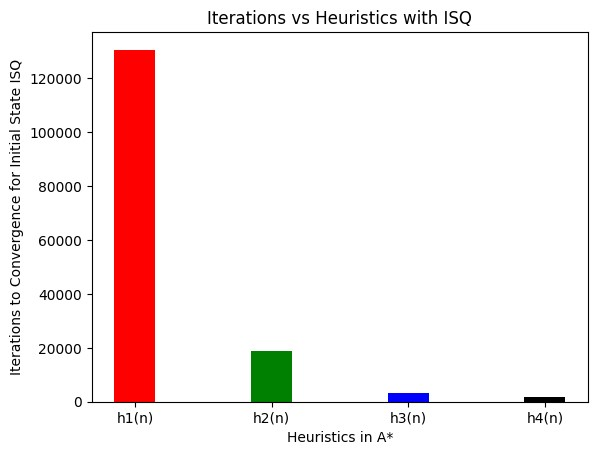 Iterations vs Heuristics with ISQ
Iterations to Convergence for Initial State ISQ
120000
100000
80000
60000
40000
20000
0
h1(n) h2(n) h3(n) h4(n)
Heuristics in A*